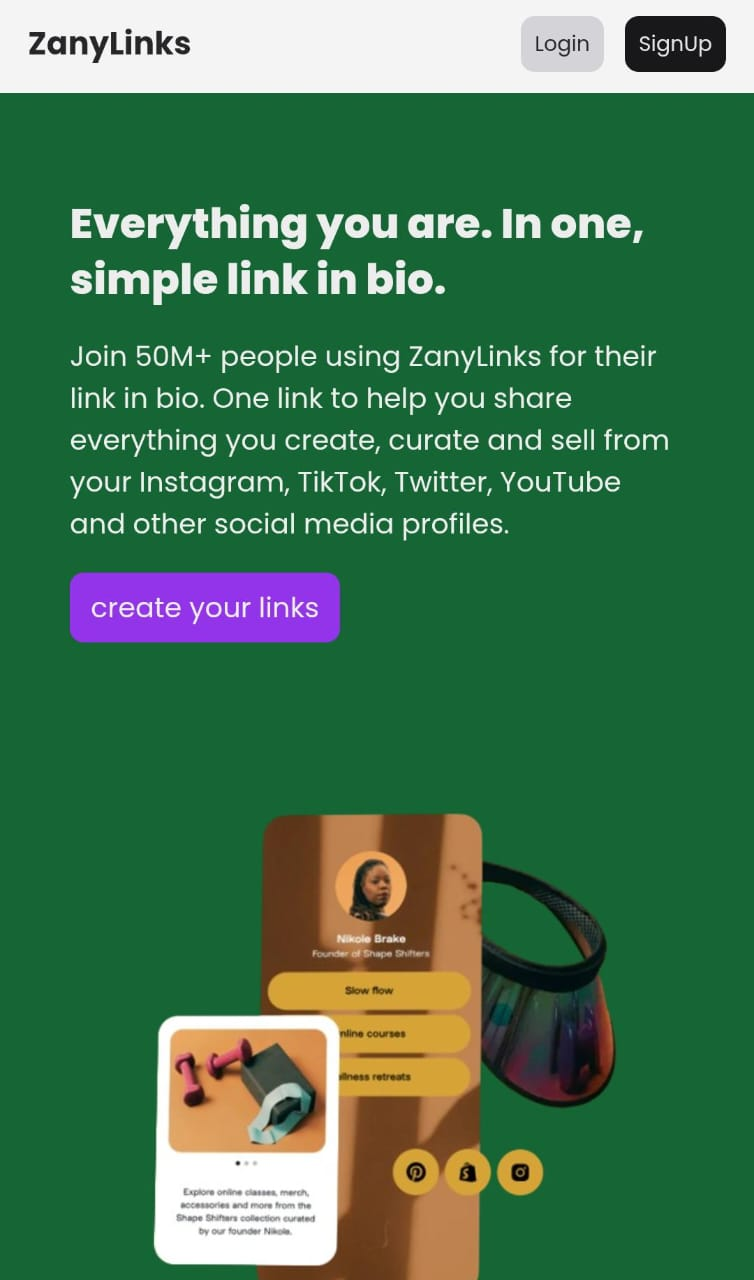 ZanyLinks
Login
SignUp
Everything you are. In one,
simple link in bio.
Join 50M+ people using ZanyLinks for their
link in bio. One link to help you share
everything you create, curate and sell from
your Instagram, TikTok, Twitter, YouTube
and other social media profiles.
create your links
Nikole Brake
Founder of Shape Shifters
Slow flow
nline courses
llness retreats
Explore online classes, merch,
accessories and more from the
Shape Shifters collection curated
by our founder Nikole.